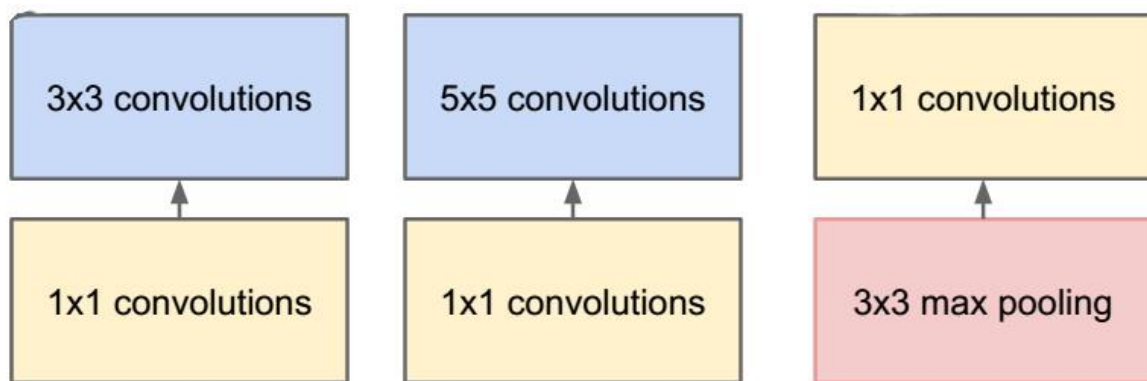 3x3 convolutions
5x5 convolutions
1x1 convolutions
1x1 convolutions
1x1 convolutions
3x3 max pooling